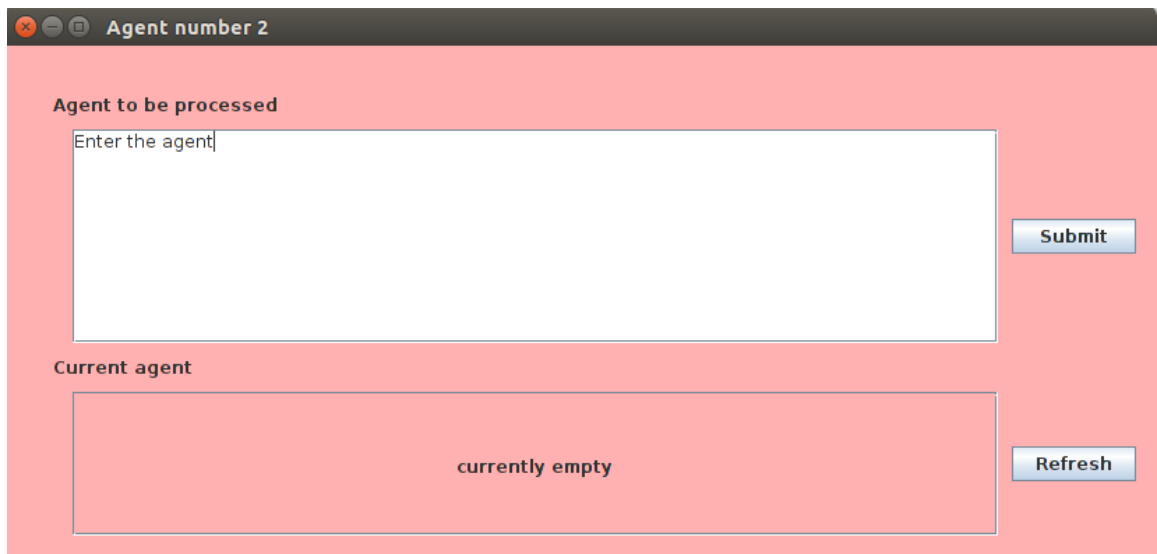 Agent number 2
Agent to be processed
Enter the agent
Submit
Current agent
currently empty
Refresh